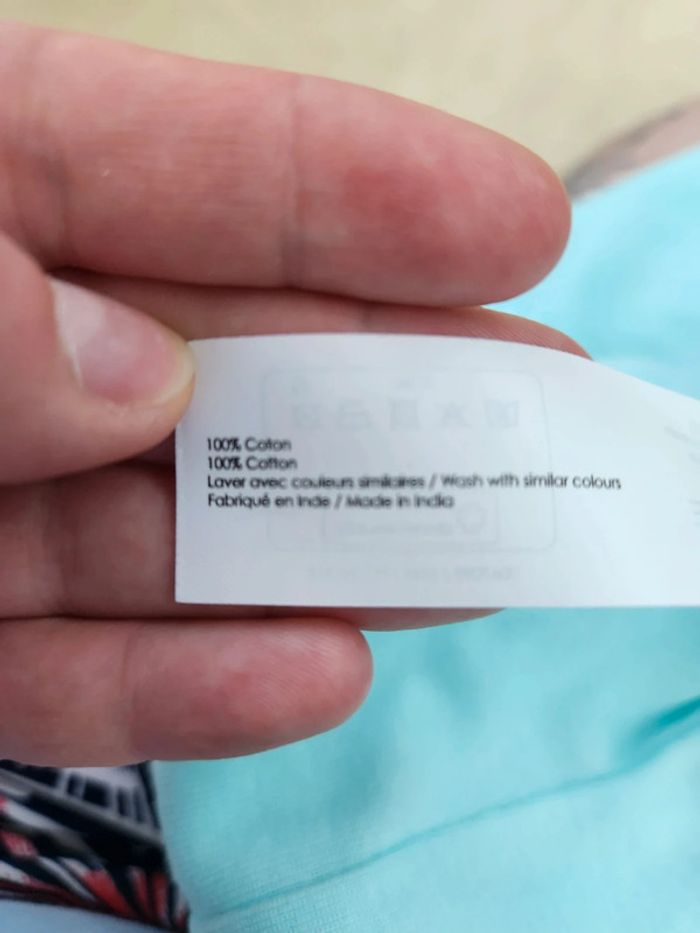 100% Coton
100% Cotton
Laver avec couleurs similaires / Wash with similar colours
Fabriqué en Inde / Made in India